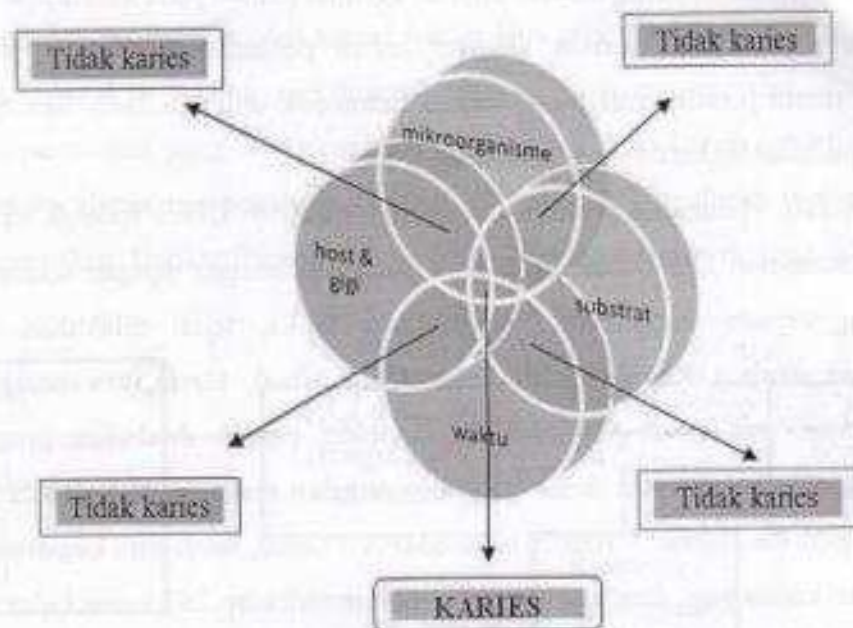 Tidak karies
Tidak karies
mikroorganisme
host &
gigi
substrat
waktu
Tidak karies
Tidak karies
KARIES